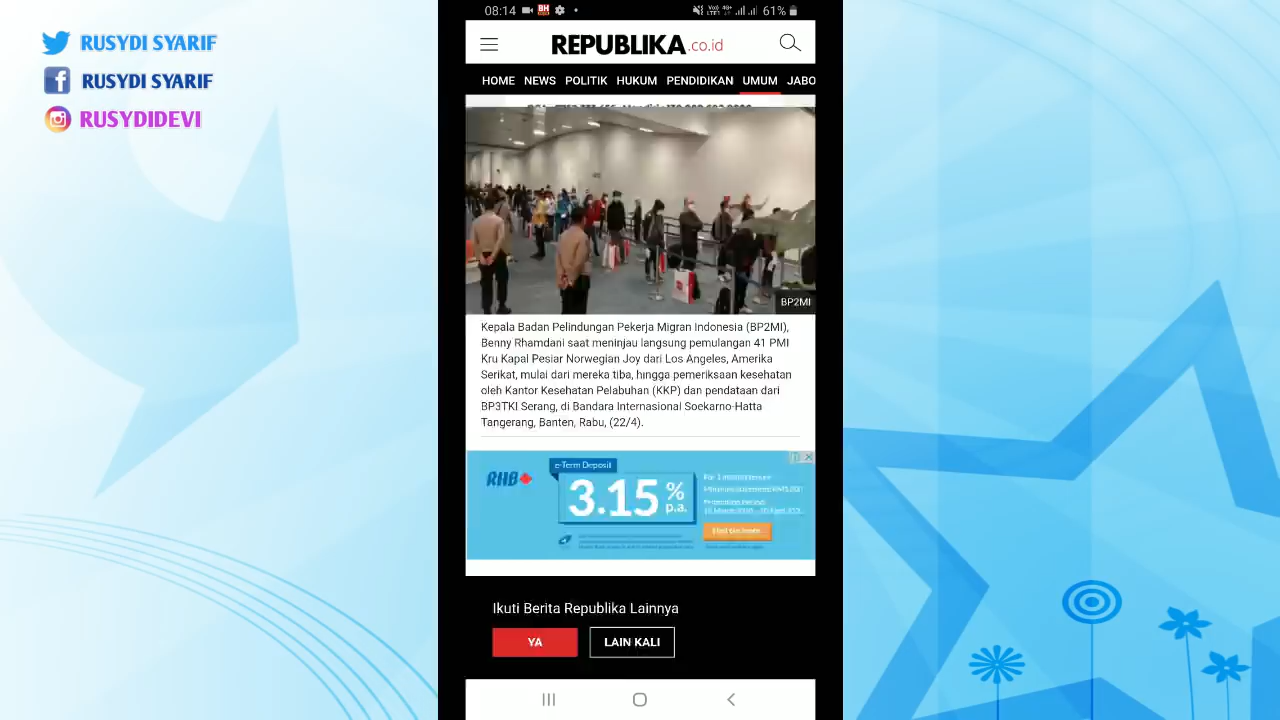 RUSYDI SYARIF
RUSYDI SYARIF
RUSYDIDEVI
08:14
61%
REPUBLIKA.co.id
HOME NEWS POLITIK HUKUM PENDIDIKAN UMUM JABO
BP2MI
Kepala Badan Pelindungan Pekerja Migran Indonesia (BP2MI),
Benny Rhamdani saat meninjau langsung pemulangan 41 PMI
Kru Kapal Pesiar Norwegian Joy dari Los Angeles, Amerika
Serikat, mulai dari mereka tiba, hingga pemeriksaan kesehatan
oleh Kantor Kesehatan Pelabuhan (KKP) dan pendataan dari
BP3TKI Serang, di Bandara Internasional Soekarno-Hatta
Tangerang, Banten, Rabu, (22/4).
RHB
e-Term Deposit
3.15% p.a.
Ikuti Berita Republika Lainnya
YA
LAIN KALI